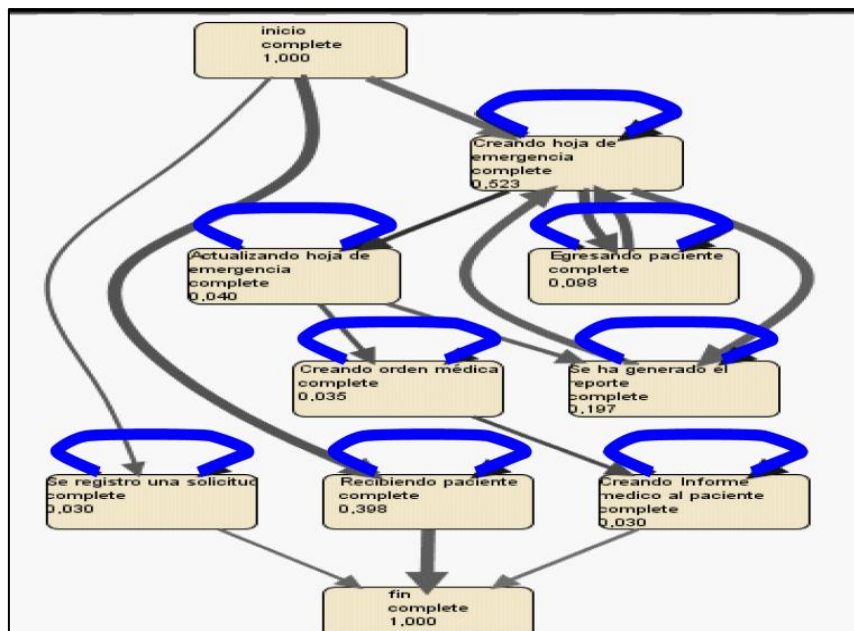 inicio
complete
1,000
Creando hoja de
emergencia
complete
0,523
Actualizando hoja de
emergencia
complete
0,040
Egresando paciente
complete
0,098
Creando orden médica
complete
0,035
Se ha generado el
reporte
complete
0,197
Se registro una solicitud
complete
0,030
Recibiendo paciente
complete
0,398
Creando Informe
medico al paciente
complete
0,030
fin
complete
1,000